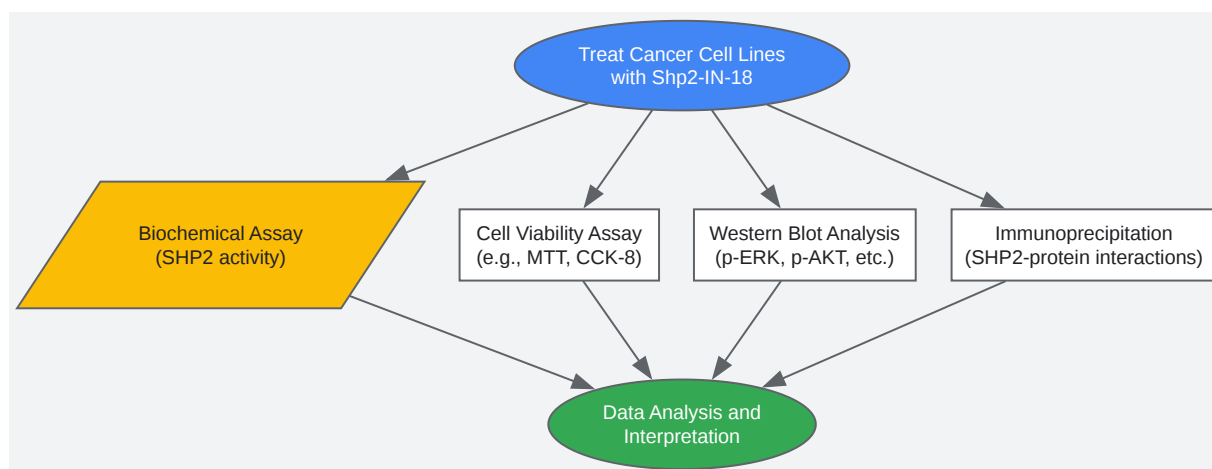 Treat Cancer Cell Lines
with Shp2-IN-18
Biochemical Assay
(SHP2 activity)
Cell Viability Assay
(e.g., MTT, CCK-8)
Western Blot Analysis
(p-ERK, p-AKT, etc.)
Immunoprecipitation
(SHP2-protein interactions)
Data Analysis and
Interpretation